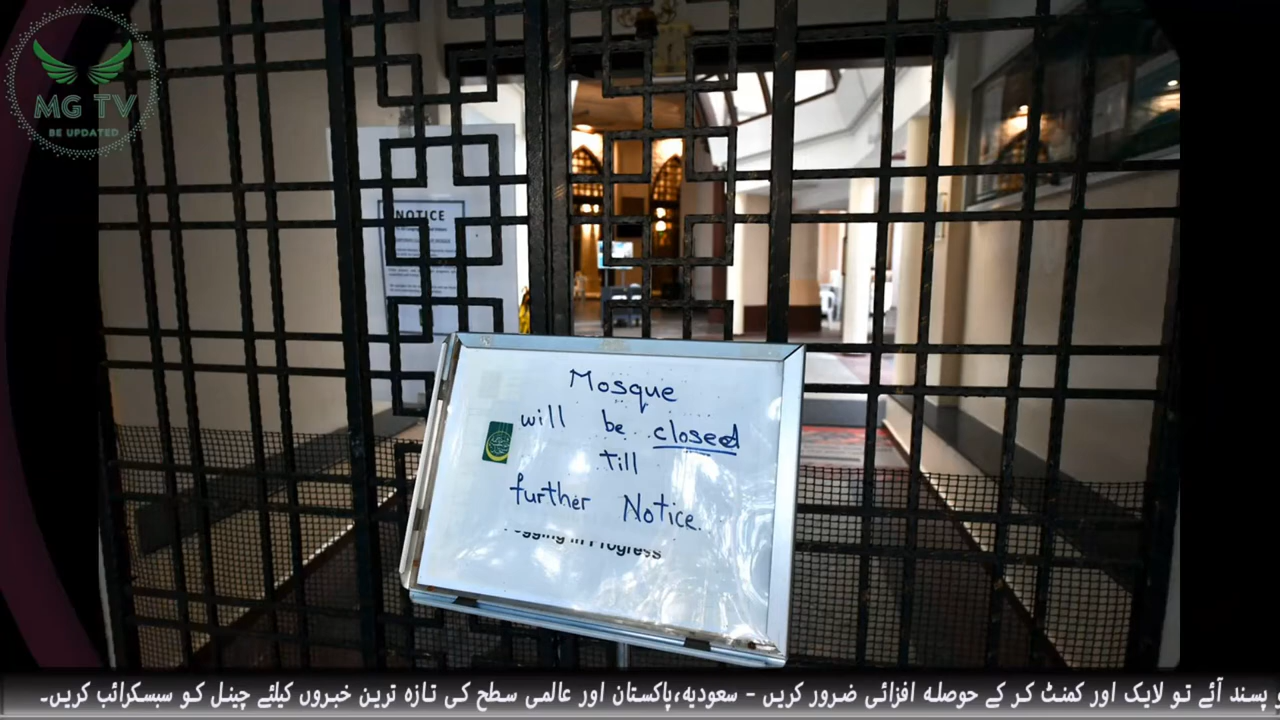 MG TV
BE UPDATED
NOTICE
Mosque
will be closed
till
further Notice.
in Progress
پسند آئے تو لایک اور کمنٹ کر کے حوصلہ افزائی ضرور کریں - سعودیہ،پاکستان اور عالمی سطح کی تازہ ترین خبروں کیلئے چینل کو سبسکرائب کریں۔